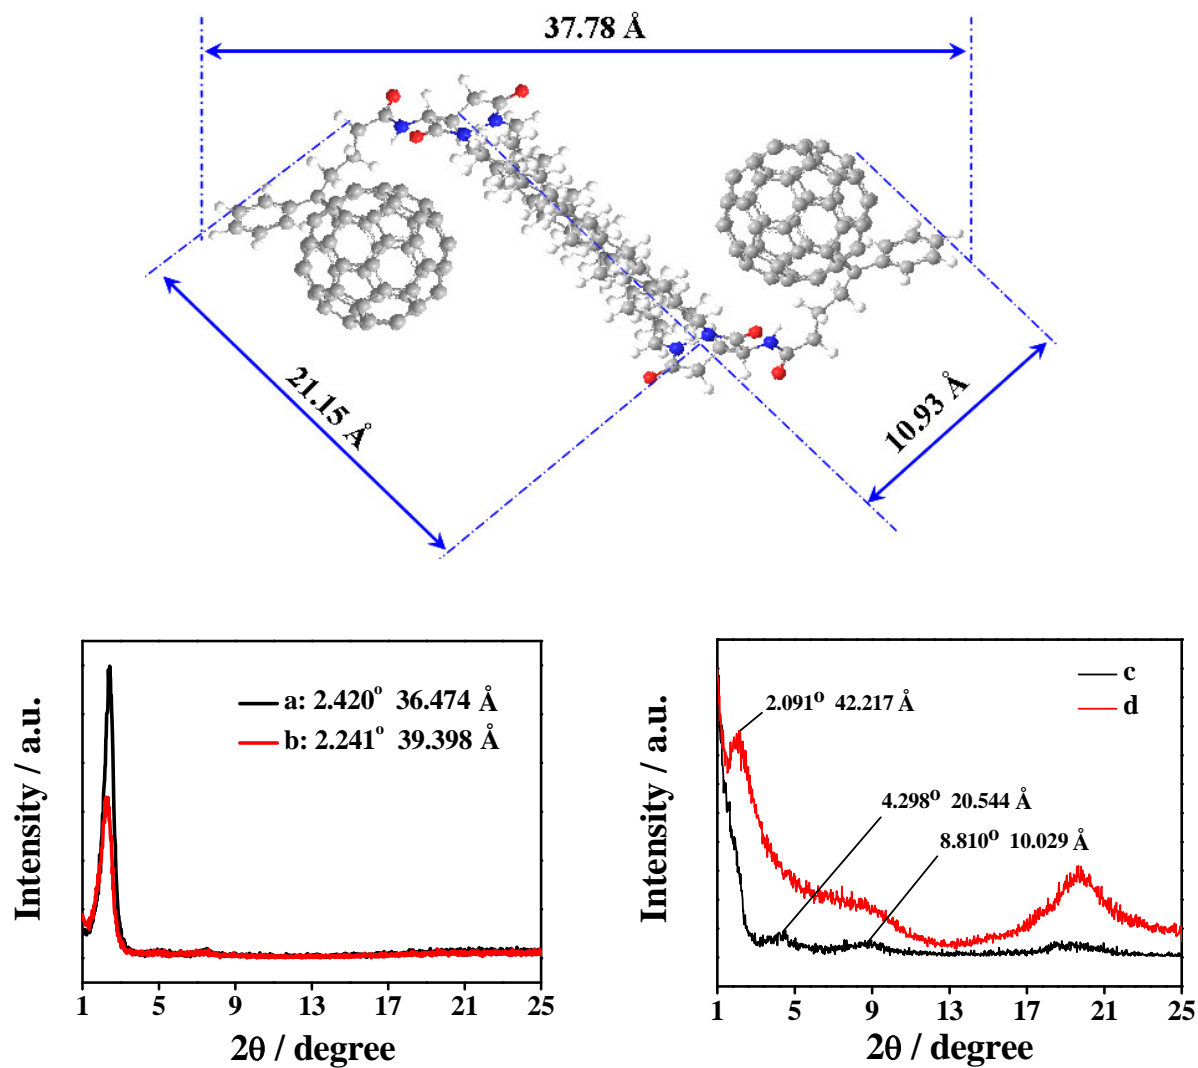 37.78 Å
21.15 Å
10.93 Å
Intensity / a.u.
a: 2.420° 36.474 Å
b: 2.241° 39.398 Å
1 5 9 13 17 21 25
2θ / degree
Intensity / a.u.
c
d
2.091° 42.217 Å
4.298° 20.544 Å
8.810° 10.029 Å
1 5 9 13 17 21 25
2θ / degree